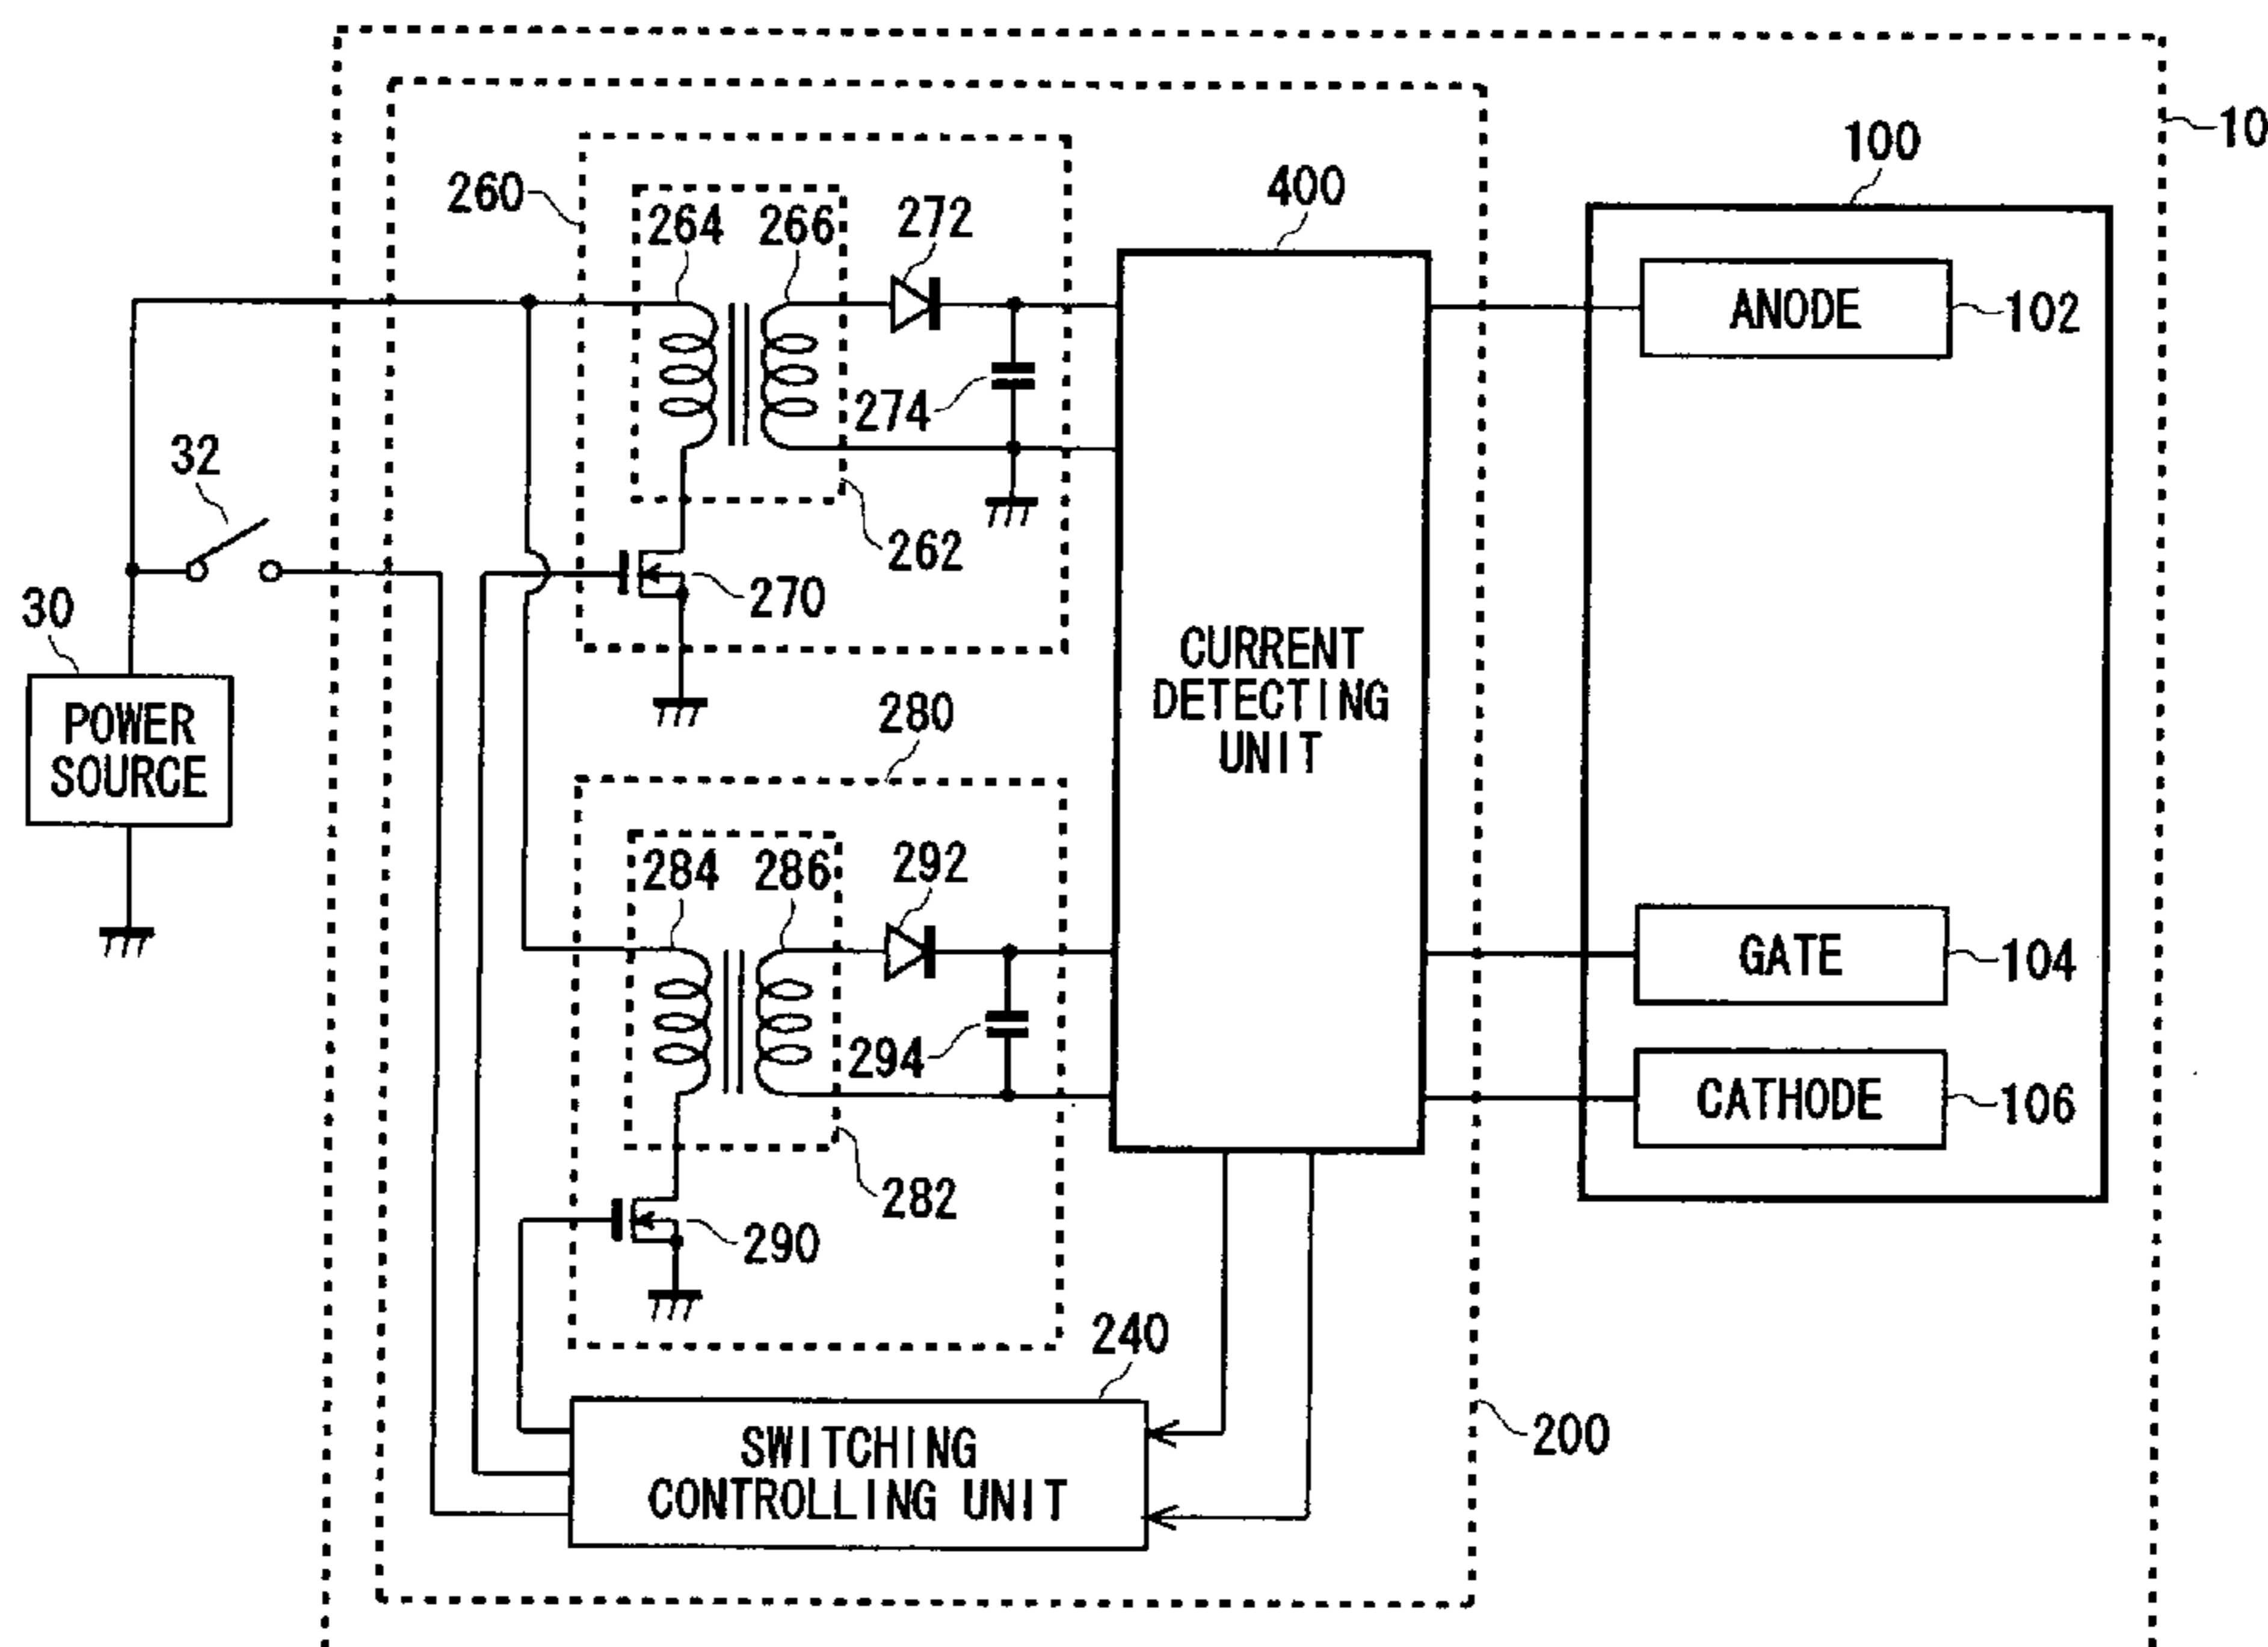 10
100
260
264
266
272
400
ANODE
102
274
32
262
270
30
CURRENT
DETECTING
UNIT
280
POWER
SOURCE
284
286
292
GATE
104
294
CATHODE
106
282
290
240
SWITCHING
CONTROLLING UNIT
200